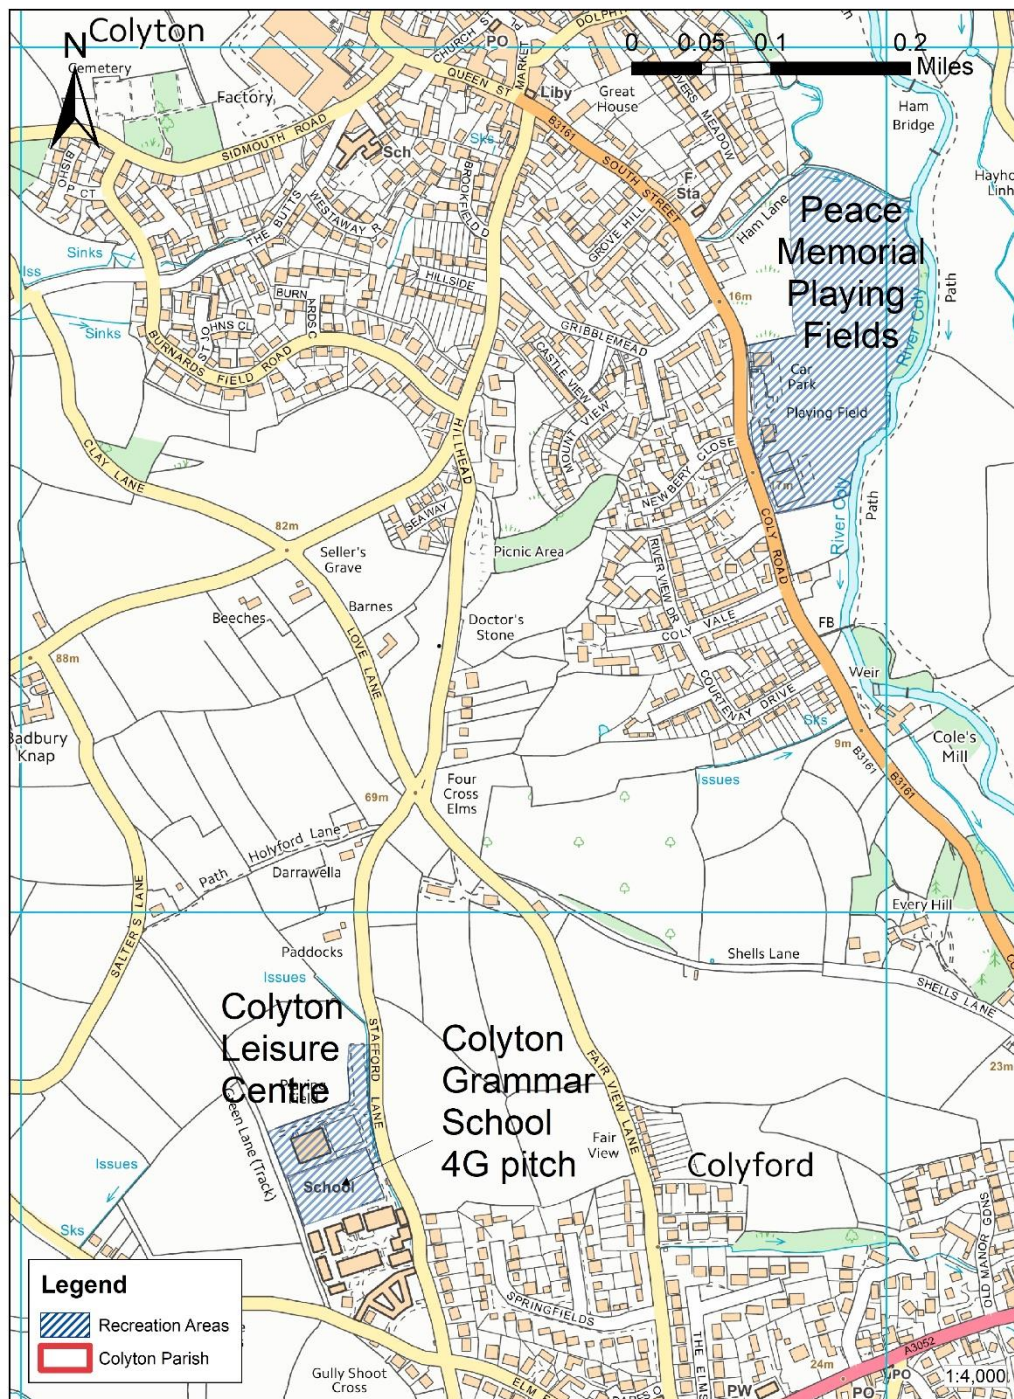 Colyton
N
Cemetery
Factory
CHURCH
PO
MARKET
DOLPHIN
QUEEN ST
Liby
0 0.05 0.1 0.2
Miles
Great
House
MEADOW
Ham
Bridge
SIDMOUTH ROAD
Sch
Sks
B3161
SOUTH STREET
F
Sta
THE BUTTS
Ham Lane
GROVE HILL
Peace
Memorial
Playing
Fields
Path
River Coly
Sinks
Iss
Sinks
HILLSIDE
16m
GRIBBLEMEAD
BURNARDS FIELD ROAD
CASTLE VIEW
MOUNT VIEW
Car
Park
Playing Field
17m
HILLHEAD
CLAY LANE
NEWBERY CLOSE
SEAWAY
82m
Seller's
Grave
Picnic Area
COLY ROAD
River Coly
Path
Beeches
Barnes
Doctor's
Stone
RIVER VIEW DR
COLY VALE
FB
LOVE LANE
88m
Weir
COURTENAY DRIVE
Sks
9m
B3161
B3161
Cole's
Mill
Knap
Issues
69m
Four
Cross
Elms
Holyford Lane
Path
Darrawella
SALTER'S LANE
Every Hill
Paddocks
Issues
Shells Lane
SHELLS LANE
Colyton
Leisure
Centre
STAFFORD LANE
Colyton
Grammar
School
4G pitch
FAIR VIEW LANE
23m
Green Lane (Track)
Issues
Fair
View
School
Colyford
Sks
OLD MANOR GDNS
Legend
Recreation Areas
Colyton Parish
SPRINGFIELDS
THE ELMS
A3052
24m
Gully Shoot
Cross
PW
PO
PO
1:4,000